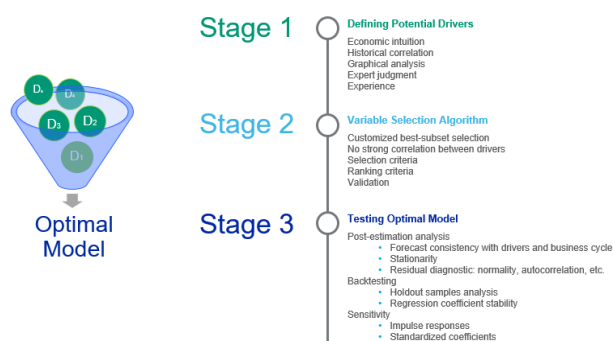 Stage 1
Defining Potential Drivers
Economic intuition
Historical correlation
Graphical analysis
Expert judgment
Experience
D₃
D₂
D₁
Optimal
Model
Stage 2
Variable Selection Algorithm
Customized best-subset selection
No strong correlation between drivers
Selection criteria
Ranking criteria
Validation
Stage 3
Testing Optimal Model
Post-estimation analysis
• Forecast consistency with drivers and business cycle
• Stationarity
• Residual diagnostic: normality, autocorrelation, etc.
Backtesting
• Holdout samples analysis
• Regression coefficient stability
Sensitivity
• Impulse responses
• Standardized coefficients